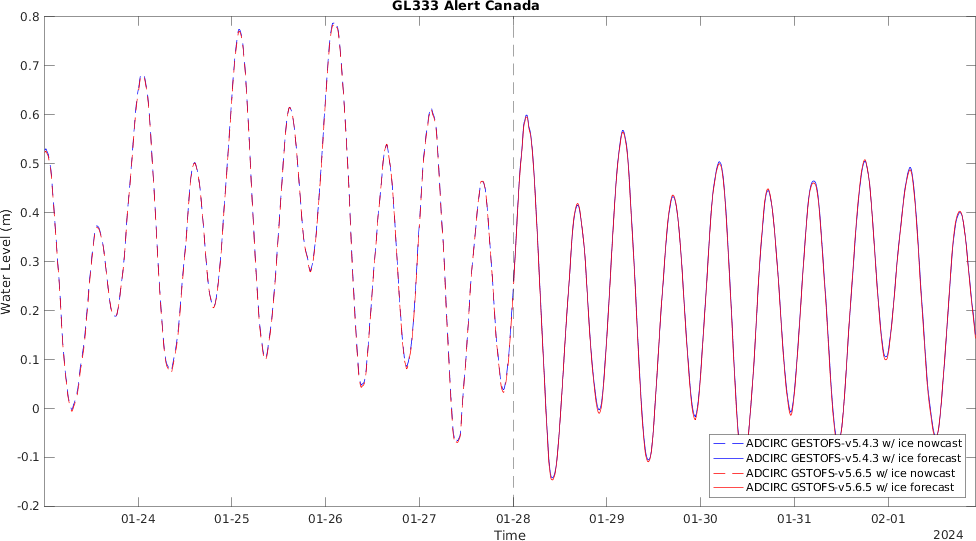 GL333 Alert Canada
0.8
0.7
0.6
0.5
0.4
0.3
0.2
0.1
0
-0.1
-0.2
Water Level (m)
01-24 01-25 01-26 01-27 01-28 01-29 01-30 01-31 02-01
Time
2024
ADCIRC GESTOFS-v5.4.3 w/ ice nowcast
ADCIRC GESTOFS-v5.4.3 w/ ice forecast
ADCIRC GSTOFS-v5.6.5 w/ ice nowcast
ADCIRC GSTOFS-v5.6.5 w/ ice forecast